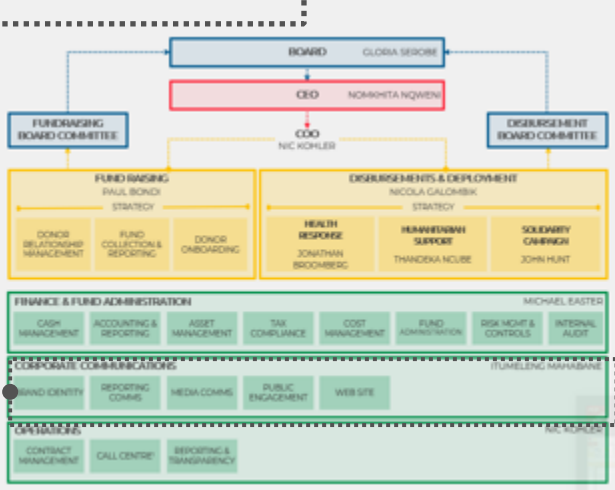 BOARD GLORIA SEROBE
CEO NOMKHITA NQWENI
FUNDRAISING
BOARD COMMITTEE
DISBURSEMENT
BOARD COMMITTEE
COO
NIC KOHLER
FUND RAISING
PAUL BONDI
STRATEGY
DONOR
RELATIONSHIP
MANAGEMENT
FUND
COLLECTION &
REPORTING
DONOR
ONBOARDING
DISBURSEMENTS & DEPLOYMENT
NICOLA GALOMBIK
STRATEGY
HEALTH
RESPONSE
JONATHAN
BROOMBERG
HUMANITARIAN
SUPPORT
THANDEKA NCUBE
SOLIDARITY
CAMPAIGN
JOHN HUNT
FINANCE & FUND ADMINISTRATION MICHAEL EASTER
CASH
MANAGEMENT
ACCOUNTING &
REPORTING
ASSET
MANAGEMENT
TAX
COMPLIANCE
COST
MANAGEMENT
FUND
ADMINISTRATION
RISK MGMT &
CONTROLS
INTERNAL
AUDIT
CORPORATE COMMUNICATIONS ITUMELENG MAHABANE
BRAND IDENTITY
REPORTING
COMMS
MEDIA COMMS
PUBLIC
ENGAGEMENT
WEB SITE
OPERATIONS NIC KOHLER
CONTRACT
MANAGEMENT
CALL CENTRE
REPORTING &
TRANSPARENCY